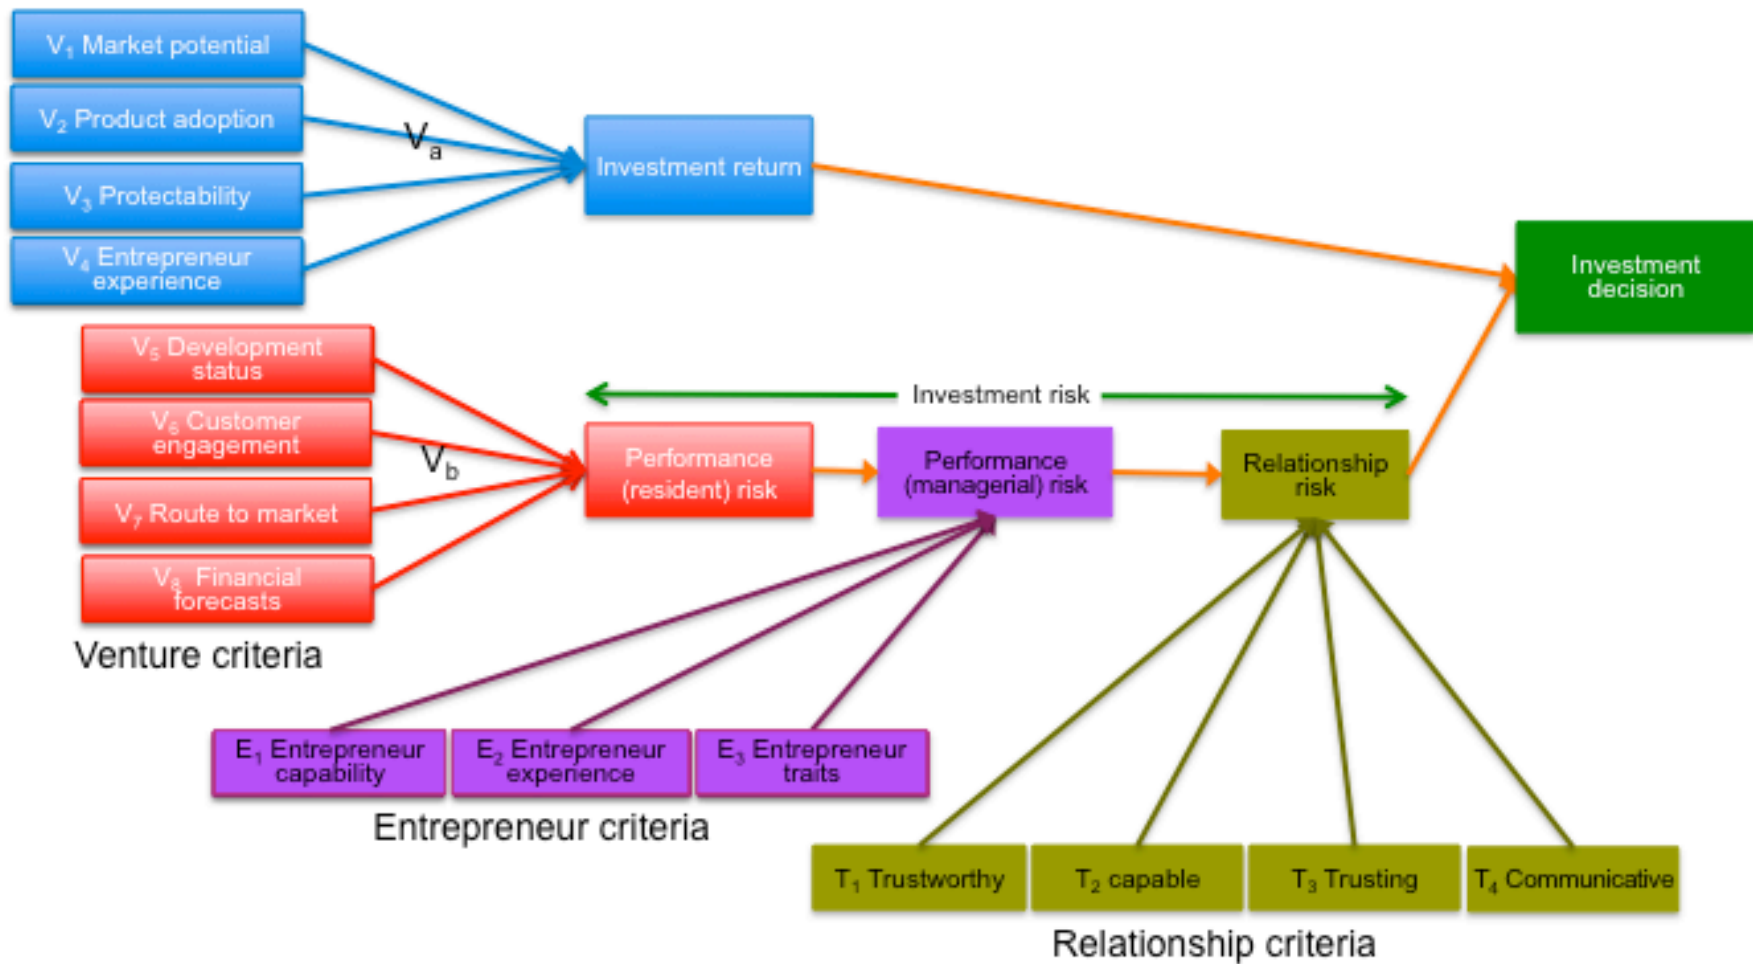 V1 Market potential
V2 Product adoption
Va
V3 Protectability
V4 Entrepreneur
experience
Investment return
Investment
decision
V5 Development
status
V6 Customer
engagement
Vb
V7 Route to market
V8 Financial
forecasts
Venture criteria
Investment risk
Performance
(resident) risk
Performance
(managerial) risk
Relationship
risk
E1 Entrepreneur
capability
E2 Entrepreneur
experience
E3 Entrepreneur
traits
Entrepreneur criteria
T1 Trustworthy
T2 capable
T3 Trusting
T4 Communicative
Relationship criteria